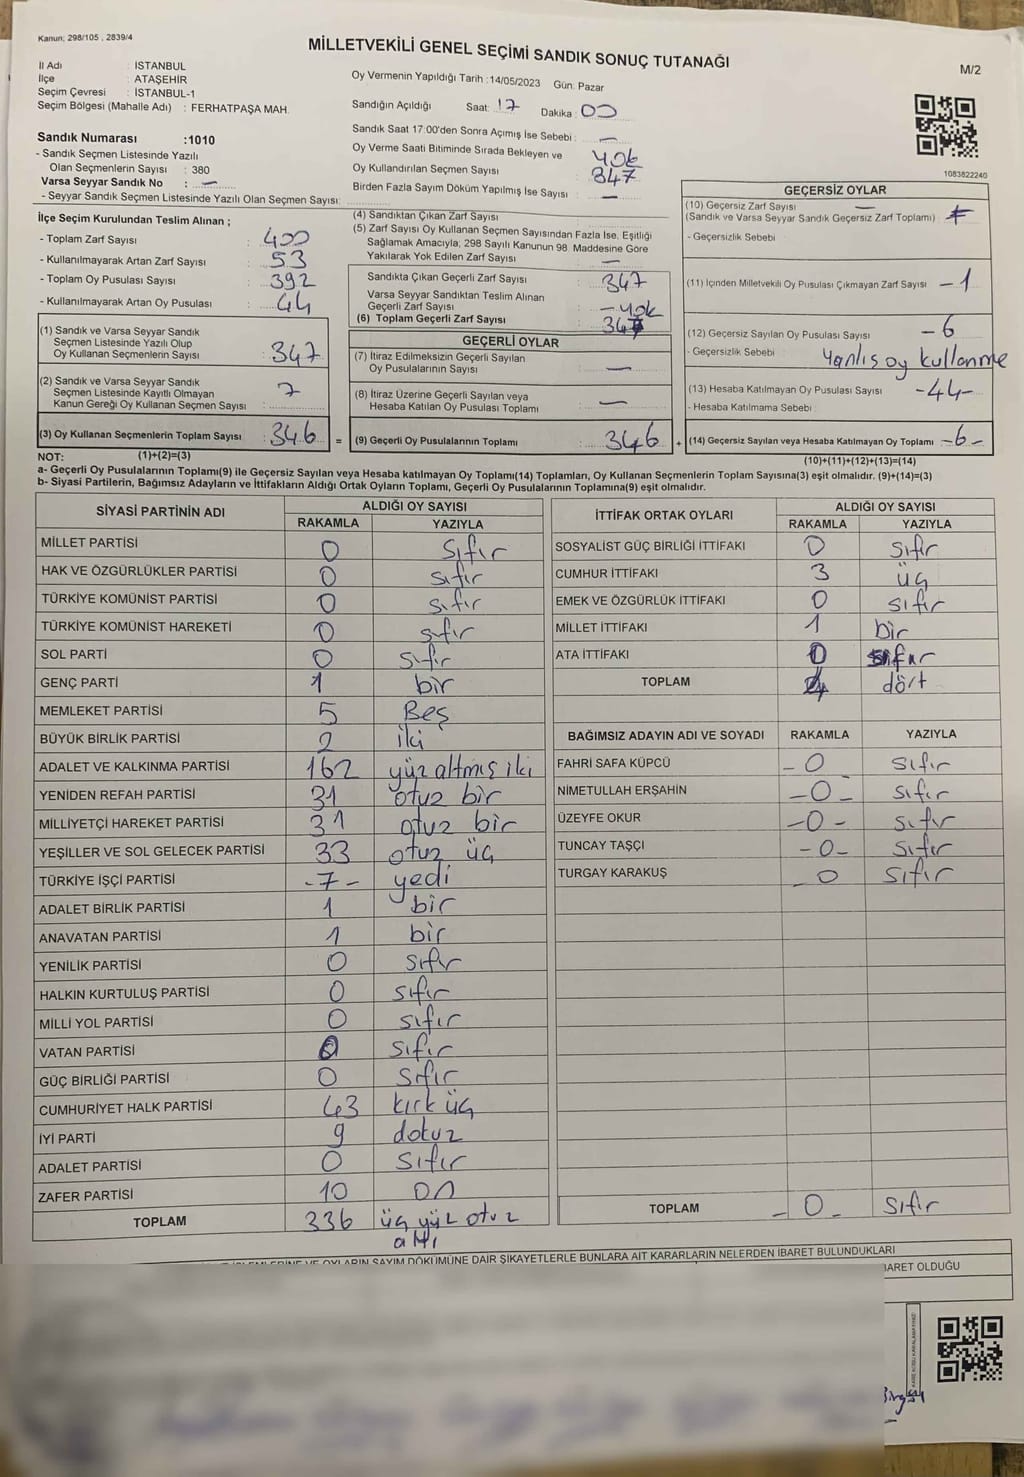 Kanun; 298/105 , 2839/4
MİLLETVEKİLİ GENEL SEÇİMİ SANDIK SONUÇ TUTANAĞI
M/2
İl Adı : İSTANBUL
İlçe : ATAŞEHİR
Seçim Çevresi : İSTANBUL-1
Seçim Bölgesi (Mahalle Adı) : FERHATPAŞA MAH.
Sandık Numarası :1010
- Sandık Seçmen Listesinde Yazılı
Olan Seçmenlerin Sayısı : 380
Varsa Seyyar Sandık No : —
- Seyyar Sandık Seçmen Listesinde Yazılı Olan Seçmen Sayısı:
Oy Vermenin Yapıldığı Tarih :14/05/2023 Gün: Pazar
Sandığın Açıldığı Saat: 17 Dakika: 00
Sandık Saat 17:00'den Sonra Açımış İse Sebebi : —
Oy Verme Saati Bitiminde Sırada Bekleyen ve yok
Oy Kullandırılan Seçmen Sayısı : 347
Birden Fazla Sayım Döküm Yapılmış İse Sayısı : —
1083822240
İlçe Seçim Kurulundan Teslim Alınan ;
- Toplam Zarf Sayısı : 400
- Kullanılmayarak Artan Zarf Sayısı : 53
- Toplam Oy Pusulası Sayısı : 392
- Kullanılmayarak Artan Oy Pusulası : 44
(1) Sandık ve Varsa Seyyar Sandık
Seçmen Listesinde Yazılı Olup
Oy Kullanan Seçmenlerin Sayısı : 347
(2) Sandık ve Varsa Seyyar Sandık
Seçmen Listesinde Kayıtlı Olmayan
Kanun Gereği Oy Kullanan Seçmen Sayısı : 7
(3) Oy Kullanan Seçmenlerin Toplam Sayısı : 346 =
(4) Sandıktan Çıkan Zarf Sayısı :
(5) Zarf Sayısı Oy Kullanan Seçmen Sayısından Fazla İse, Eşitliği
Sağlamak Amacıyla, 298 Sayılı Kanunun 98. Maddesine Göre
Yakılarak Yok Edilen Zarf Sayısı : —
Sandıkta Çıkan Geçerli Zarf Sayısı : 347
Varsa Seyyar Sandıktan Teslim Alınan
Geçerli Zarf Sayısı : — yok
(6) Toplam Geçerli Zarf Sayısı : 347
GEÇERLİ OYLAR
(7) İtiraz Edilmeksizin Geçerli Sayılan
Oy Pusulalarının Sayısı : —
(8) İtiraz Üzerine Geçerli Sayılan veya
Hesaba Katılan Oy Pusulası Toplamı : —
(9) Geçerli Oy Pusulalarının Toplamı : 346 +
GEÇERSİZ OYLAR
(10) Geçersiz Zarf Sayısı
(Sandık ve Varsa Seyyar Sandık Geçersiz Zarf Toplamı) :
- Geçersizlik Sebebi :
(11) İçinden Milletvekili Oy Pusulası Çıkmayan Zarf Sayısı - 1
(12) Geçersiz Sayılan Oy Pusulası Sayısı - 6
- Geçersizlik Sebebi : Yanlış oy kullanme
(13) Hesaba Katılmayan Oy Pusulası Sayısı -44-
- Hesaba Katılmama Sebebi :
(14) Geçersiz Sayılan veya Hesaba Katılmayan Oy Toplamı -6-
NOT: (1)+(2)=(3)
(10)+(11)+(12)+(13)=(14)
a- Geçerli Oy Pusulalarının Toplamı(9) ile Geçersiz Sayılan veya Hesaba katılmayan Oy Toplamı(14) Toplamları, Oy Kullanan Seçmenlerin Toplam Sayısına(3) eşit olmalıdır. (9)+(14)=(3)
b- Siyasi Partilerin, Bağımsız Adayların ve İttifakların Aldığı Ortak Oyların Toplamı, Geçerli Oy Pusulalarının Toplamına(9) eşit olmalıdır.
SİYASİ PARTİNİN ADI ALDIĞI OY SAYISI
RAKAMLA YAZIYLA
MİLLET PARTİSİ 0 Sıfır
HAK VE ÖZGÜRLÜKLER PARTİSİ 0 sıfır
TÜRKİYE KOMÜNİST PARTİSİ 0 sıfır
TÜRKİYE KOMÜNİST HAREKETİ 0 sıfır
SOL PARTİ 0 sıfır
GENÇ PARTİ 1 bir
MEMLEKET PARTİSİ 5 Beş
BÜYÜK BİRLİK PARTİSİ 2 iki
ADALET VE KALKINMA PARTİSİ 162 yüz altmış iki
YENİDEN REFAH PARTİSİ 31 otuz bir
MİLLİYETÇİ HAREKET PARTİSİ 31 otuz bir
YEŞİLLER VE SOL GELECEK PARTİSİ 33 otuz üç
TÜRKİYE İŞÇİ PARTİSİ -7- yedi
ADALET BİRLİK PARTİSİ 1 bir
ANAVATAN PARTİSİ 1 bir
YENİLİK PARTİSİ 0 sıfır
HALKIN KURTULUŞ PARTİSİ 0 sıfır
MİLLİ YOL PARTİSİ 0 sıfır
VATAN PARTİSİ 0 sıfır
GÜÇ BİRLİĞİ PARTİSİ 0 Sıfır
CUMHURİYET HALK PARTİSİ 43 kırk üç
İYİ PARTİ 9 dokuz
ADALET PARTİSİ 0 sıfır
ZAFER PARTİSİ 10 on
TOPLAM 336 üç yüz otuz
altı
İTTİFAK ORTAK OYLARI ALDIĞI OY SAYISI
RAKAMLA YAZIYLA
SOSYALİST GÜÇ BİRLİĞİ İTTİFAKI 0 sıfır
CUMHUR İTTİFAKI 3 üç
EMEK VE ÖZGÜRLÜK İTTİFAKI 0 sıfır
MİLLET İTTİFAKI 1 bir
ATA İTTİFAKI 0 sıfır
TOPLAM 4 dört
BAĞIMSIZ ADAYIN ADI VE SOYADI RAKAMLA YAZIYLA
FAHRİ SAFA KÜPCÜ - 0 sıfır
NİMETULLAH ERŞAHİN -0- sıfır
ÜZEYFE OKUR -0- sıfır
TUNCAY TAŞÇI -0- sıfır
TURGAY KARAKUŞ - 0 sıfır
TOPLAM - 0 - Sıfır
VE OYLARIN SAYIM DÖKÜMÜNE DAİR ŞİKAYETLERLE BUNLARA AİT KARARLARIN NELERDEN İBARET BULUNDUKLARI
BARET OLDUĞU